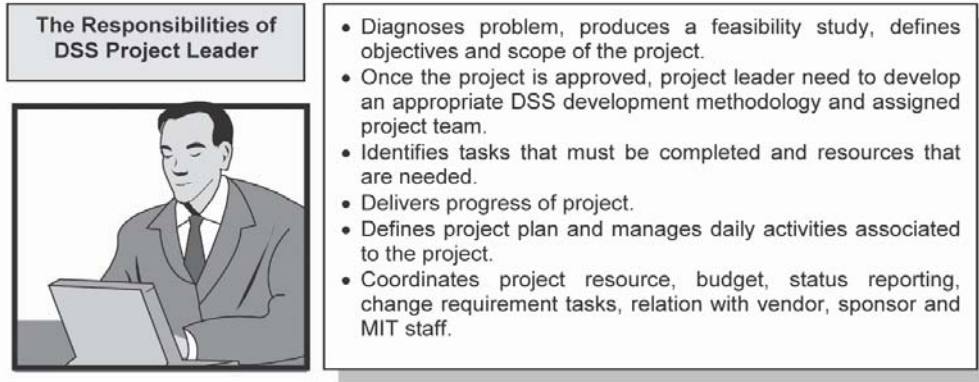 The Responsibilities of
DSS Project Leader
• Diagnoses problem, produces a feasibility study, defines
objectives and scope of the project.
• Once the project is approved, project leader need to develop
an appropriate DSS development methodology and assigned
project team.
• Identifies tasks that must be completed and resources that
are needed.
• Delivers progress of project.
• Defines project plan and manages daily activities associated
to the project.
• Coordinates project resource, budget, status reporting,
change requirement tasks, relation with vendor, sponsor and
MIT staff.